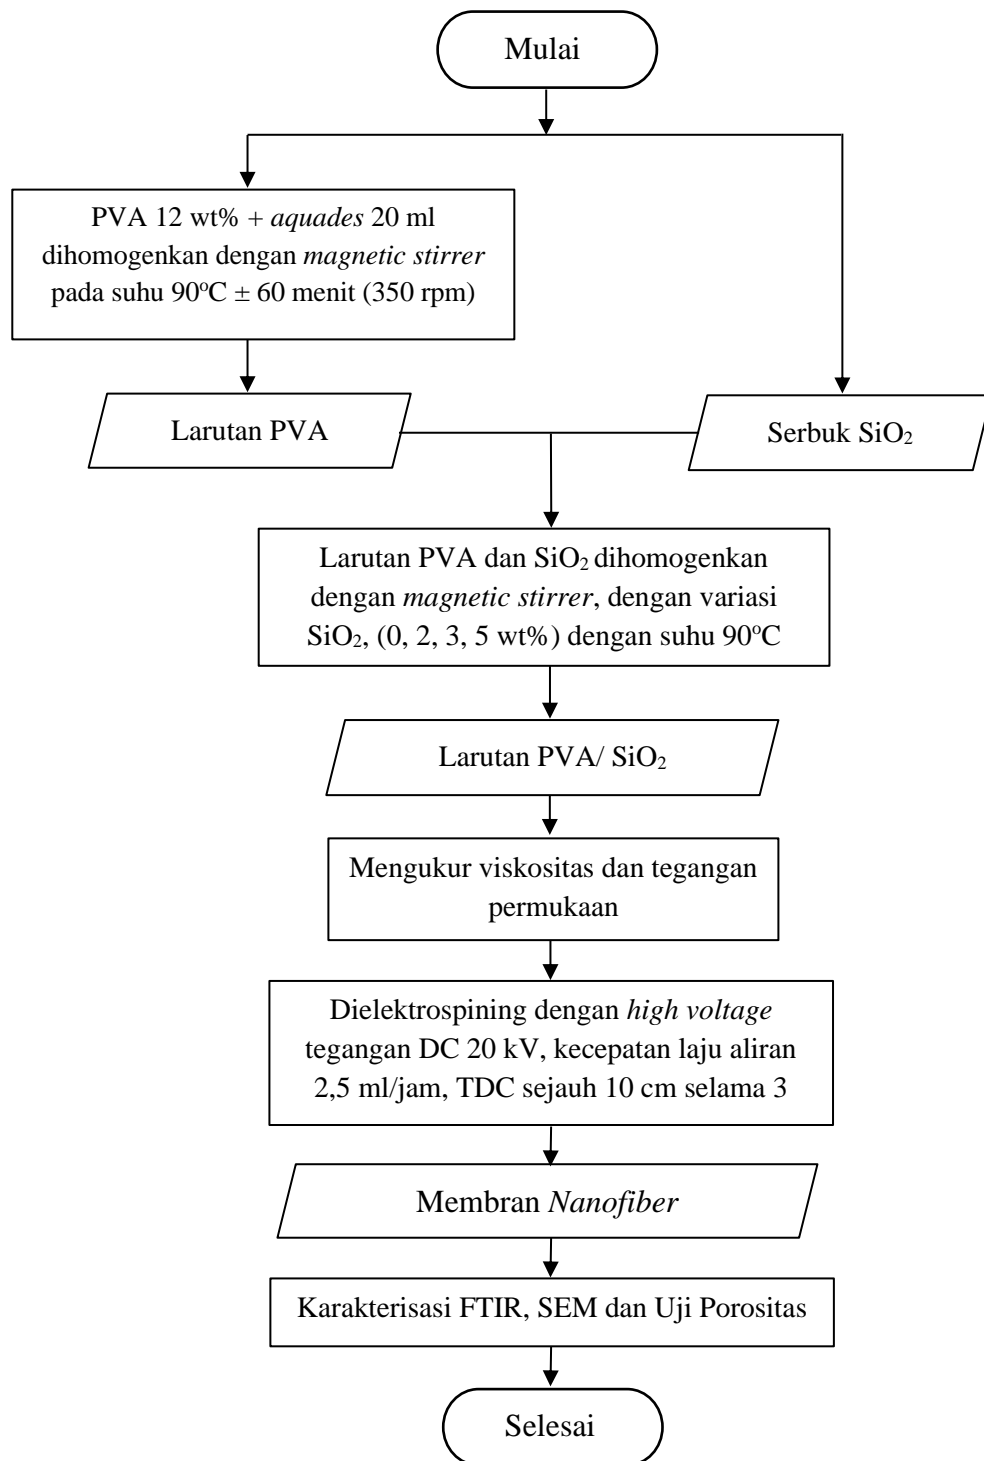 Mulai
PVA 12 wt% + aquades 20 ml
dihomogenkan dengan magnetic stirrer
pada suhu 90°C ± 60 menit (350 rpm)
Larutan PVA
Serbuk SiO₂
Larutan PVA dan SiO₂ dihomogenkan
dengan magnetic stirrer, dengan variasi
SiO₂, (0, 2, 3, 5 wt%) dengan suhu 90°C
Larutan PVA/ SiO₂
Mengukur viskositas dan tegangan
permukaan
Dielektrospining dengan high voltage
tegangan DC 20 kV, kecepatan laju aliran
2,5 ml/jam, TDC sejauh 10 cm selama 3
Membran Nanofiber
Karakterisasi FTIR, SEM dan Uji Porositas
Selesai